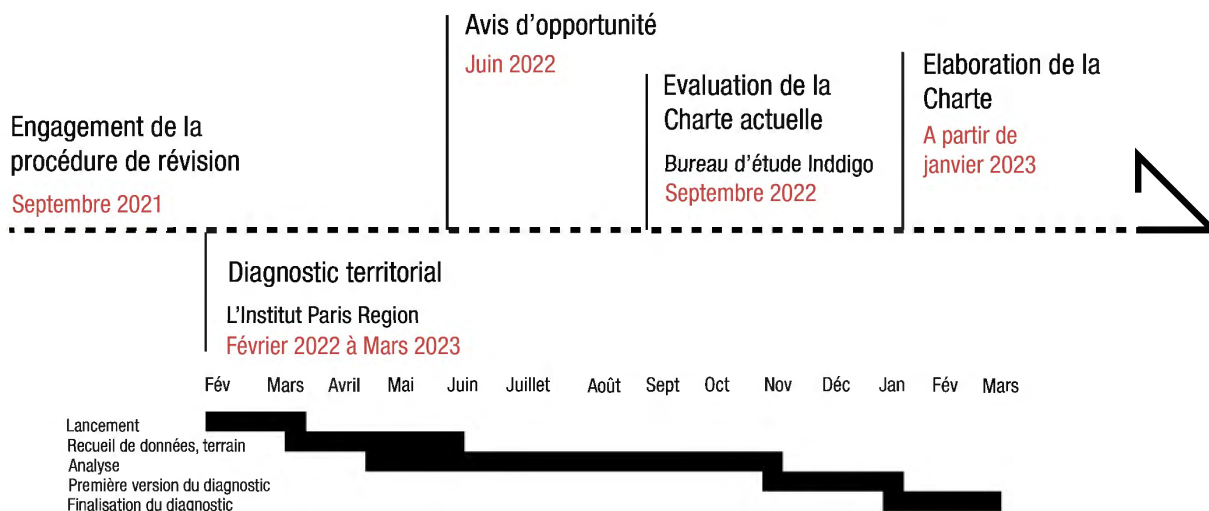 Avis d'opportunité
Juin 2022
Evaluation de la
Charte actuelle
Bureau d'étude Inddigo
Septembre 2022
Elaboration de la
Charte
A partir de
janvier 2023
Engagement de la
procédure de révision
Septembre 2021
Diagnostic territorial
L'Institut Paris Region
Février 2022 à Mars 2023
Fév Mars Avril Mai Juin Juillet Août Sept Oct Nov Déc Jan Fév Mars
Lancement
Recueil de données, terrain
Analyse
Première version du diagnostic
Finalisation du diagnostic